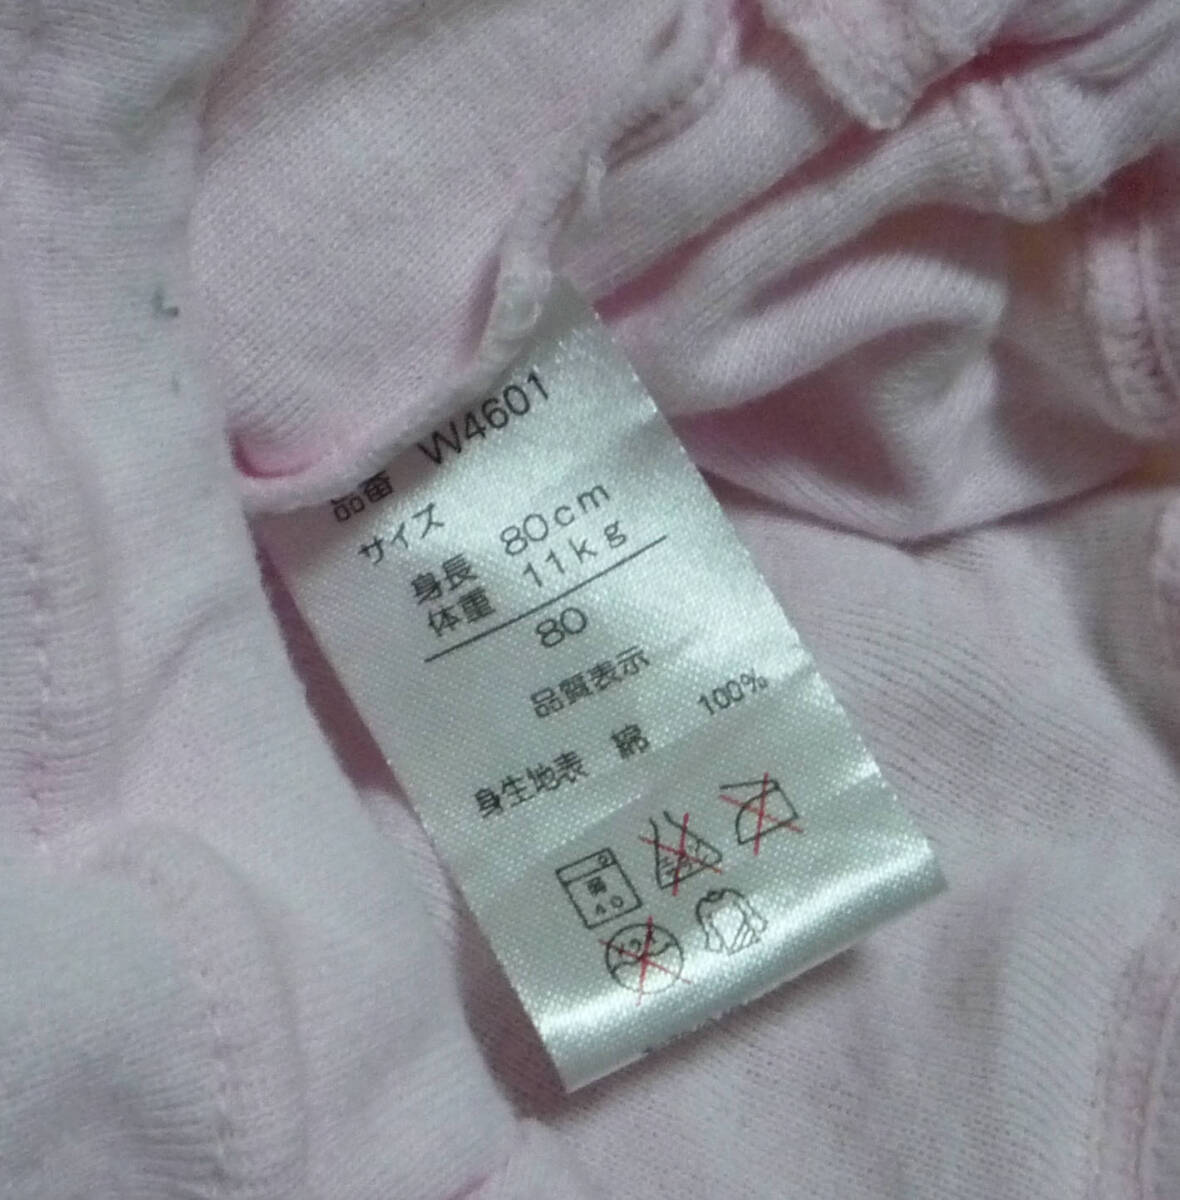 品番 W4601
サイズ
身長 80cm
体重 11kg
80
品質表示
身生地表 綿 100%
40